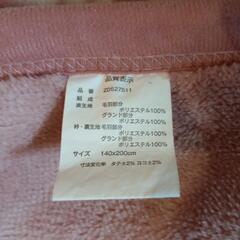 品質表示
品番 ZDS27511
組成
表生地 毛羽部分
ポリエステル100%
グランド部分
ポリエステル100%
衿・裏生地 毛羽部分
ポリエステル100%
グランド部分
ポリエステル100%
サイズ 140x200cm
寸法変化率 タテ±2% ヨコ±2%